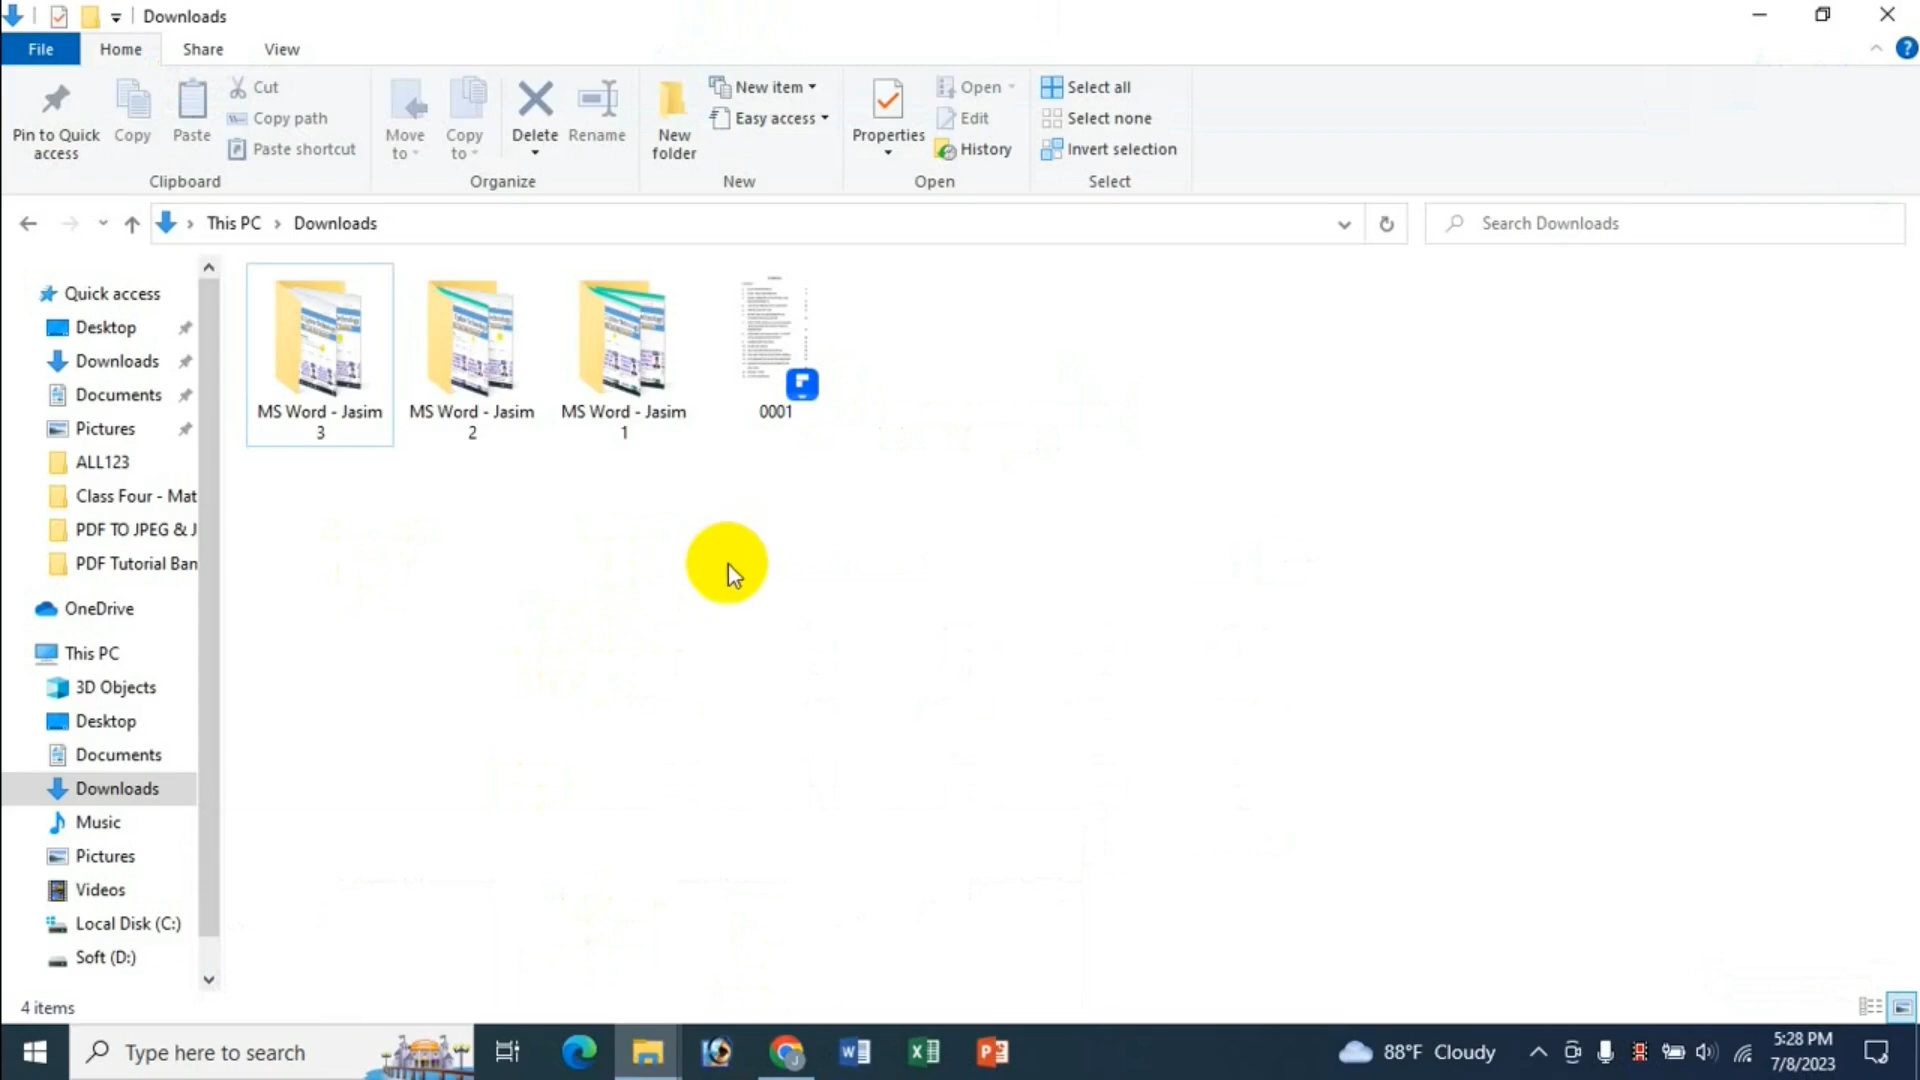 Downloads
File Home Share View
Pin to Quick access
Copy
Paste
Cut
Copy path
Paste shortcut
Clipboard
Move to
Copy to
Delete
Rename
Organize
New folder
New item
Easy access
New
Properties
Open
Edit
History
Open
Select all
Select none
Invert selection
Select
This PC Downloads
Search Downloads
Quick access
Desktop
Downloads
Documents
Pictures
ALL123
Class Four - Mat
PDF TO JPEG & J
PDF Tutorial Ban
OneDrive
This PC
3D Objects
Desktop
Documents
Downloads
Music
Pictures
Videos
Local Disk (C:)
Soft (D:)
MS Word - Jasim
3
MS Word - Jasim
2
MS Word - Jasim
1
0001
4 items
Type here to search
88°F Cloudy
5:28 PM
7/8/2023